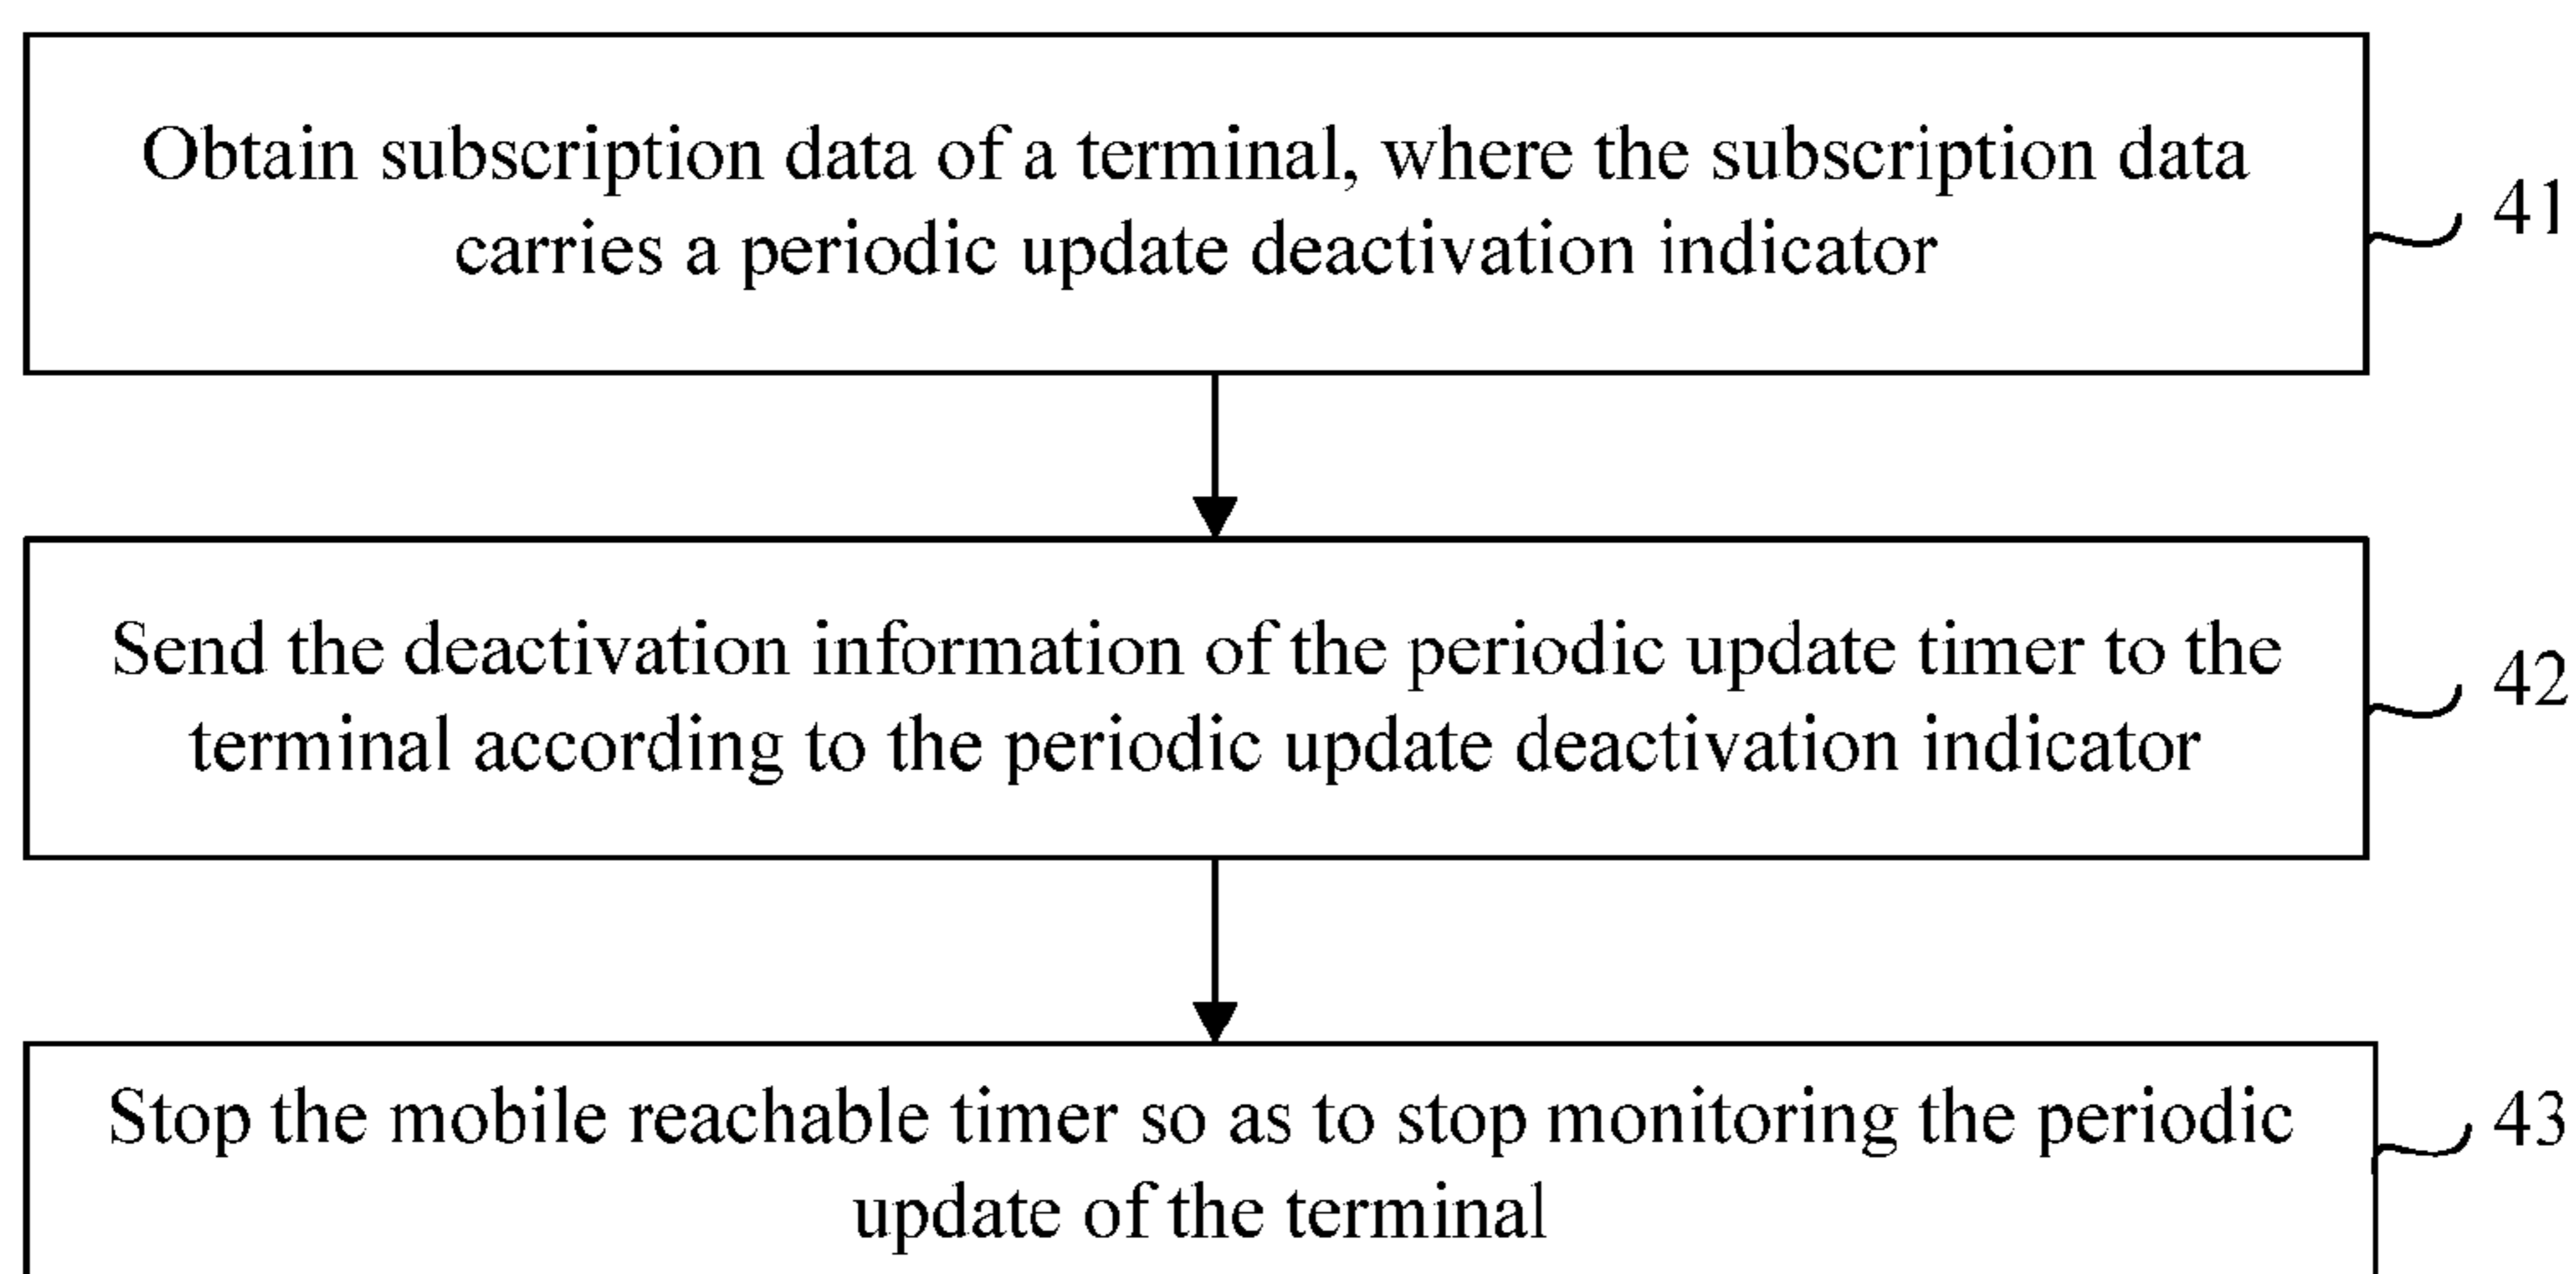 Obtain subscription data of a terminal, where the subscription data
carries a periodic update deactivation indicator
41
Send the deactivation information of the periodic update timer to the
terminal according to the periodic update deactivation indicator
42
Stop the mobile reachable timer so as to stop monitoring the periodic
update of the terminal
43